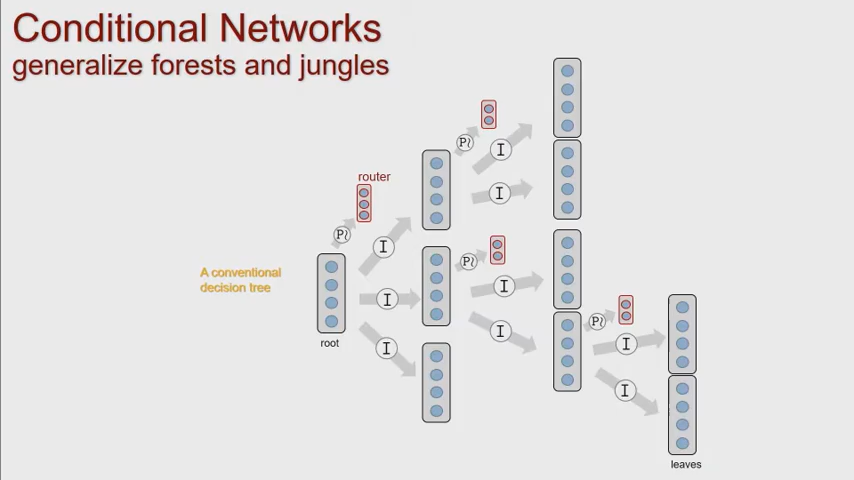 Conditional Networks
generalize forests and jungles
router
A conventional
decision tree
root
leaves
P≀
I
I
I
P≀
I
I
P≀
I
I
P≀
I
I